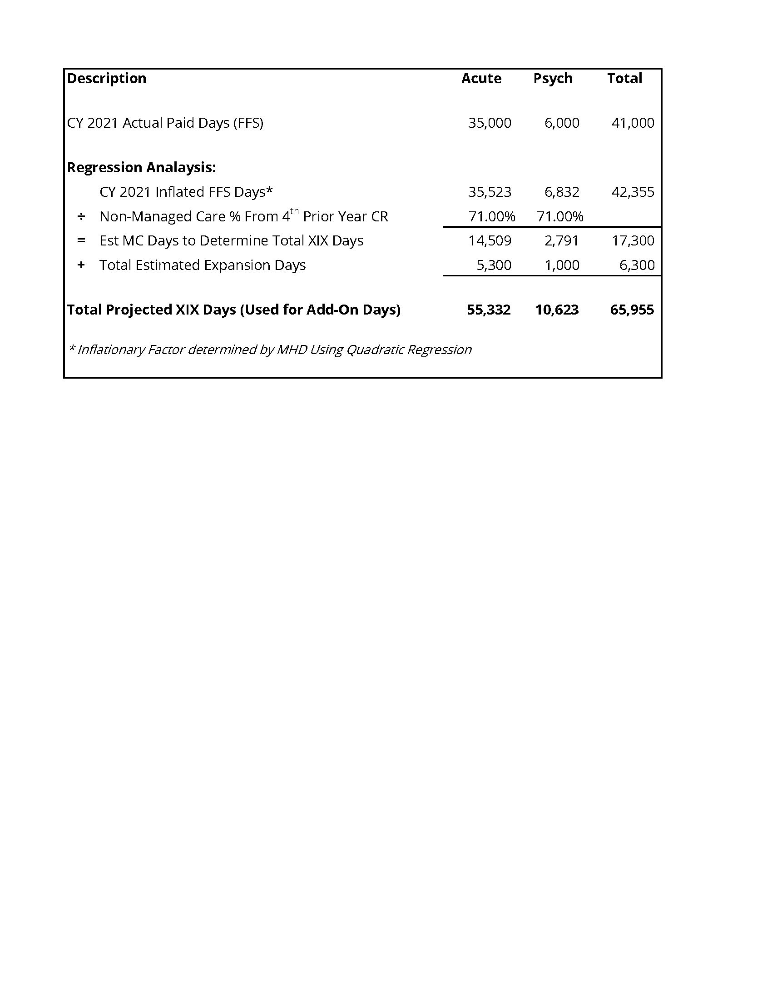 Description Acute Psych Total
CY 2021 Actual Paid Days (FFS) 35,000 6,000 41,000
Regression Analaysis:
CY 2021 Inflated FFS Days* 35,523 6,832 42,355
÷ Non-Managed Care % From 4th Prior Year CR 71.00% 71.00%
= Est MC Days to Determine Total XIX Days 14,509 2,791 17,300
+ Total Estimated Expansion Days 5,300 1,000 6,300
Total Projected XIX Days (Used for Add-On Days) 55,332 10,623 65,955
* Inflationary Factor determined by MHD Using Quadratic Regression